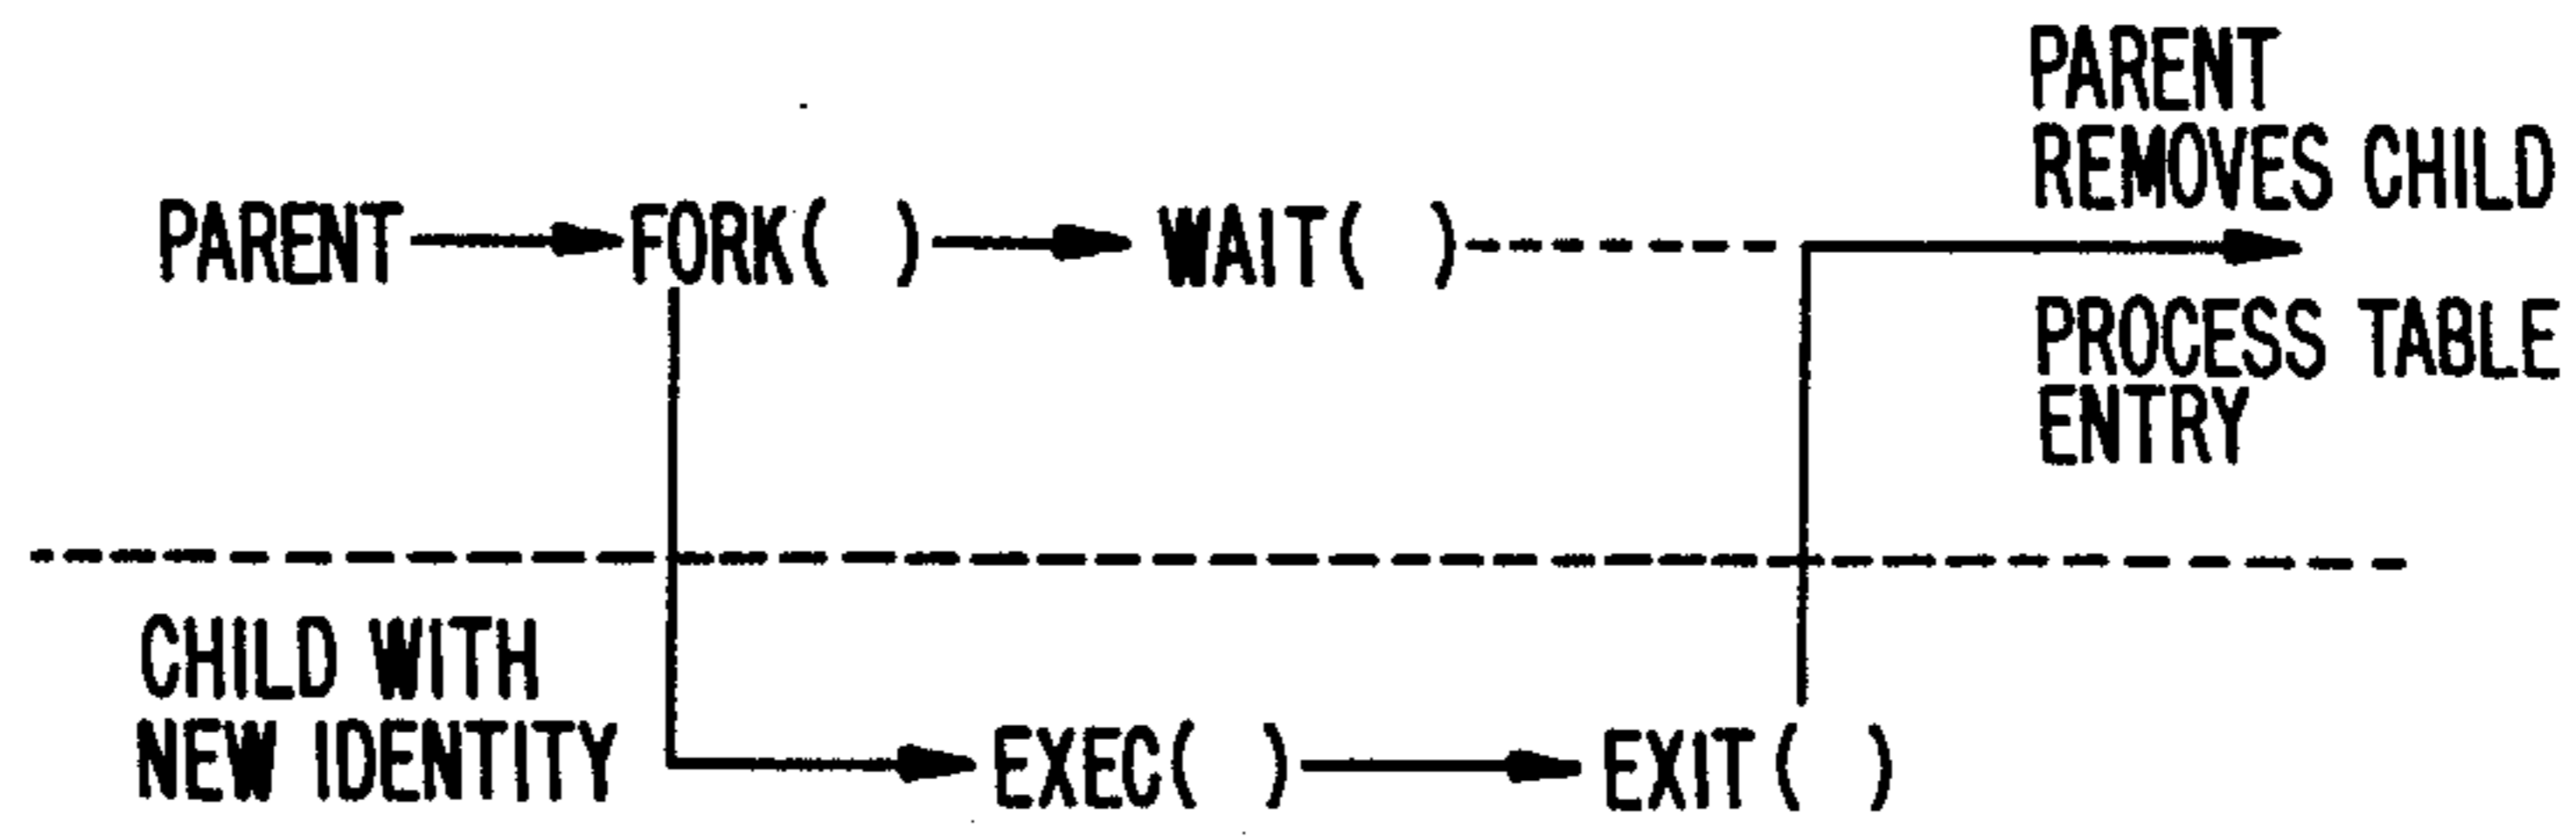 PARENT
REMOVES CHILD
PARENT FORK( ) WAIT( )
PROCESS TABLE
ENTRY
CHILD WITH
NEW IDENTITY
EXEC( ) EXIT( )